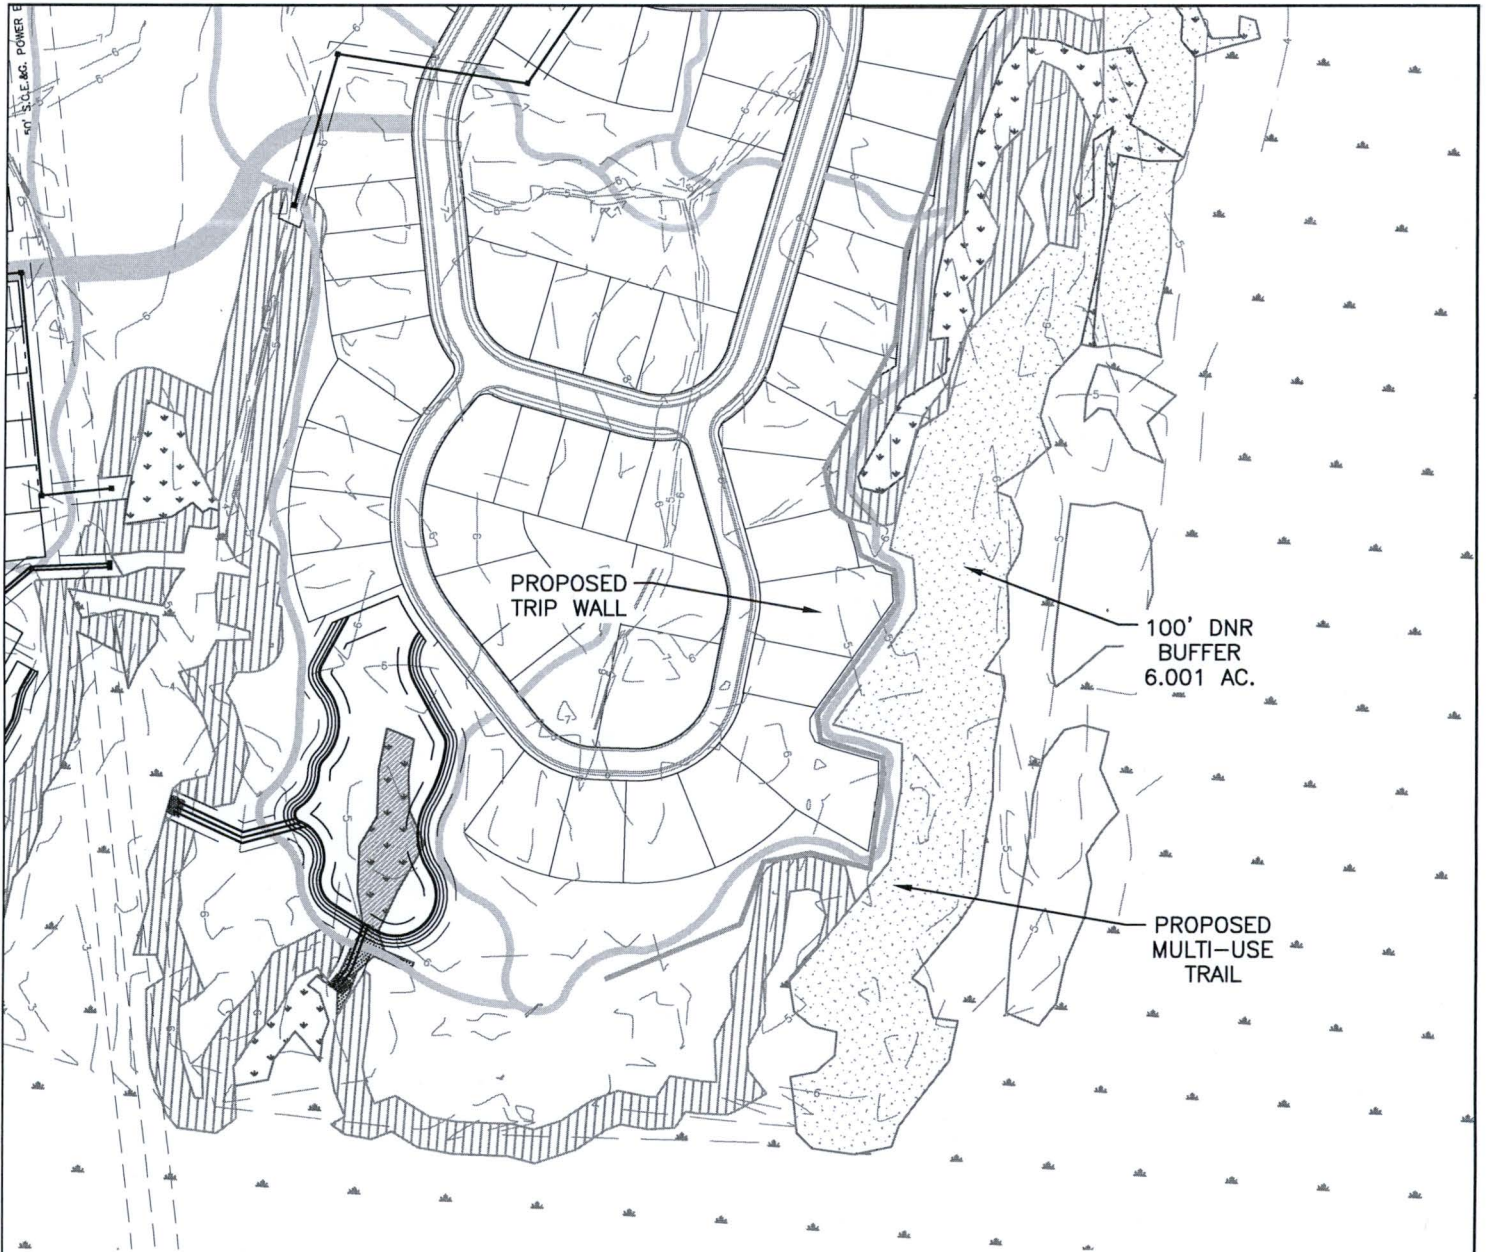 50' S.C.E.&G. POWER E
PROPOSED
TRIP WALL
100' DNR
BUFFER
6.001 AC.
PROPOSED
MULTI-USE
TRAIL